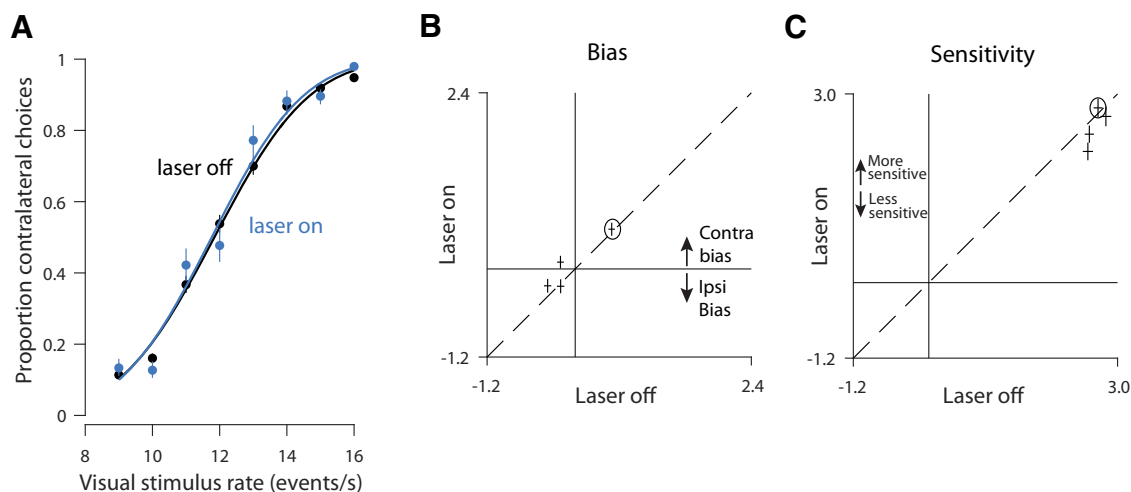 A
Proportion contralateral choices
1
0.8
0.6
0.4
0.2
0
laser off
laser on
8
10
12
14
16
Visual stimulus rate (events/s)
B
Bias
2.4
Laser on
Contra
bias
Ipsi
Bias
-1.2
-1.2
2.4
Laser off
C
Sensitivity
3.0
Laser on
More
sensitive
Less
sensitive
-1.2
-1.2
3.0
Laser off